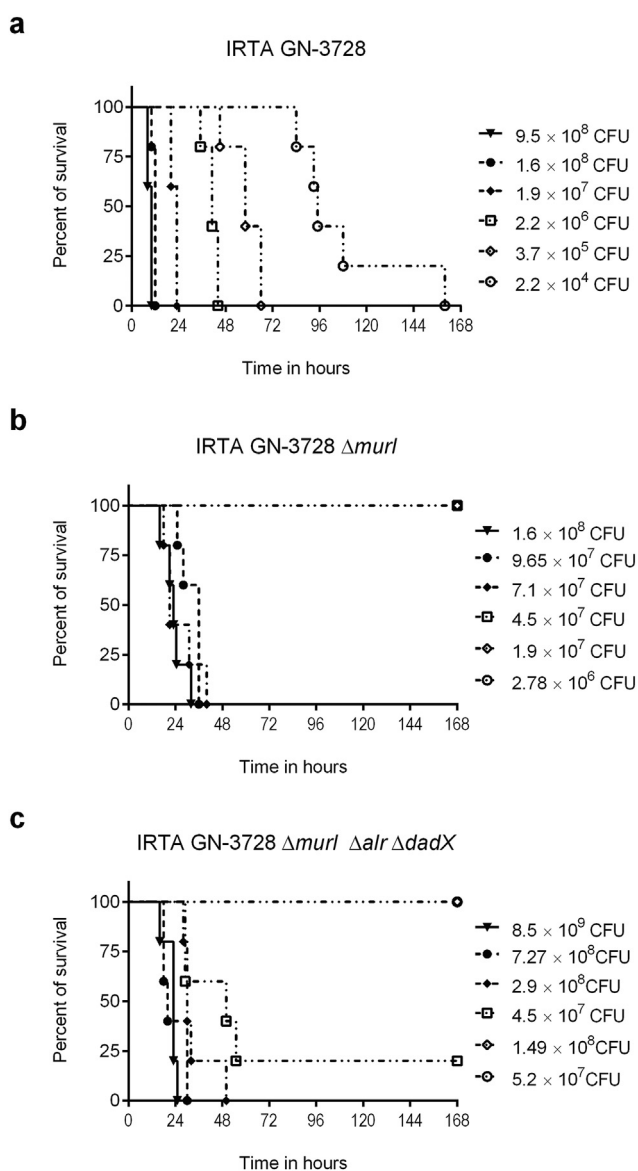 a
IRTA GN-3728
Percent of survival
100
75
50
25
0
0 24 48 72 96 120 144 168
Time in hours
9.5 × 10⁸ CFU
1.6 × 10⁸ CFU
1.9 × 10⁷ CFU
2.2 × 10⁶ CFU
3.7 × 10⁵ CFU
2.2 × 10⁴ CFU
b
IRTA GN-3728 ΔmurI
Percent of survival
100
75
50
25
0
0 24 48 72 96 120 144 168
Time in hours
1.6 × 10⁸ CFU
9.65 × 10⁷ CFU
7.1 × 10⁷ CFU
4.5 × 10⁷ CFU
1.9 × 10⁷ CFU
2.78 × 10⁶ CFU
c
IRTA GN-3728 ΔmurI Δalr ΔdadX
Percent of survival
100
75
50
25
0
0 24 48 72 96 120 144 168
Time in hours
8.5 × 10⁹ CFU
7.27 × 10⁸CFU
2.9 × 10⁸CFU
4.5 × 10⁷ CFU
1.49 × 10⁸CFU
5.2 × 10⁷CFU